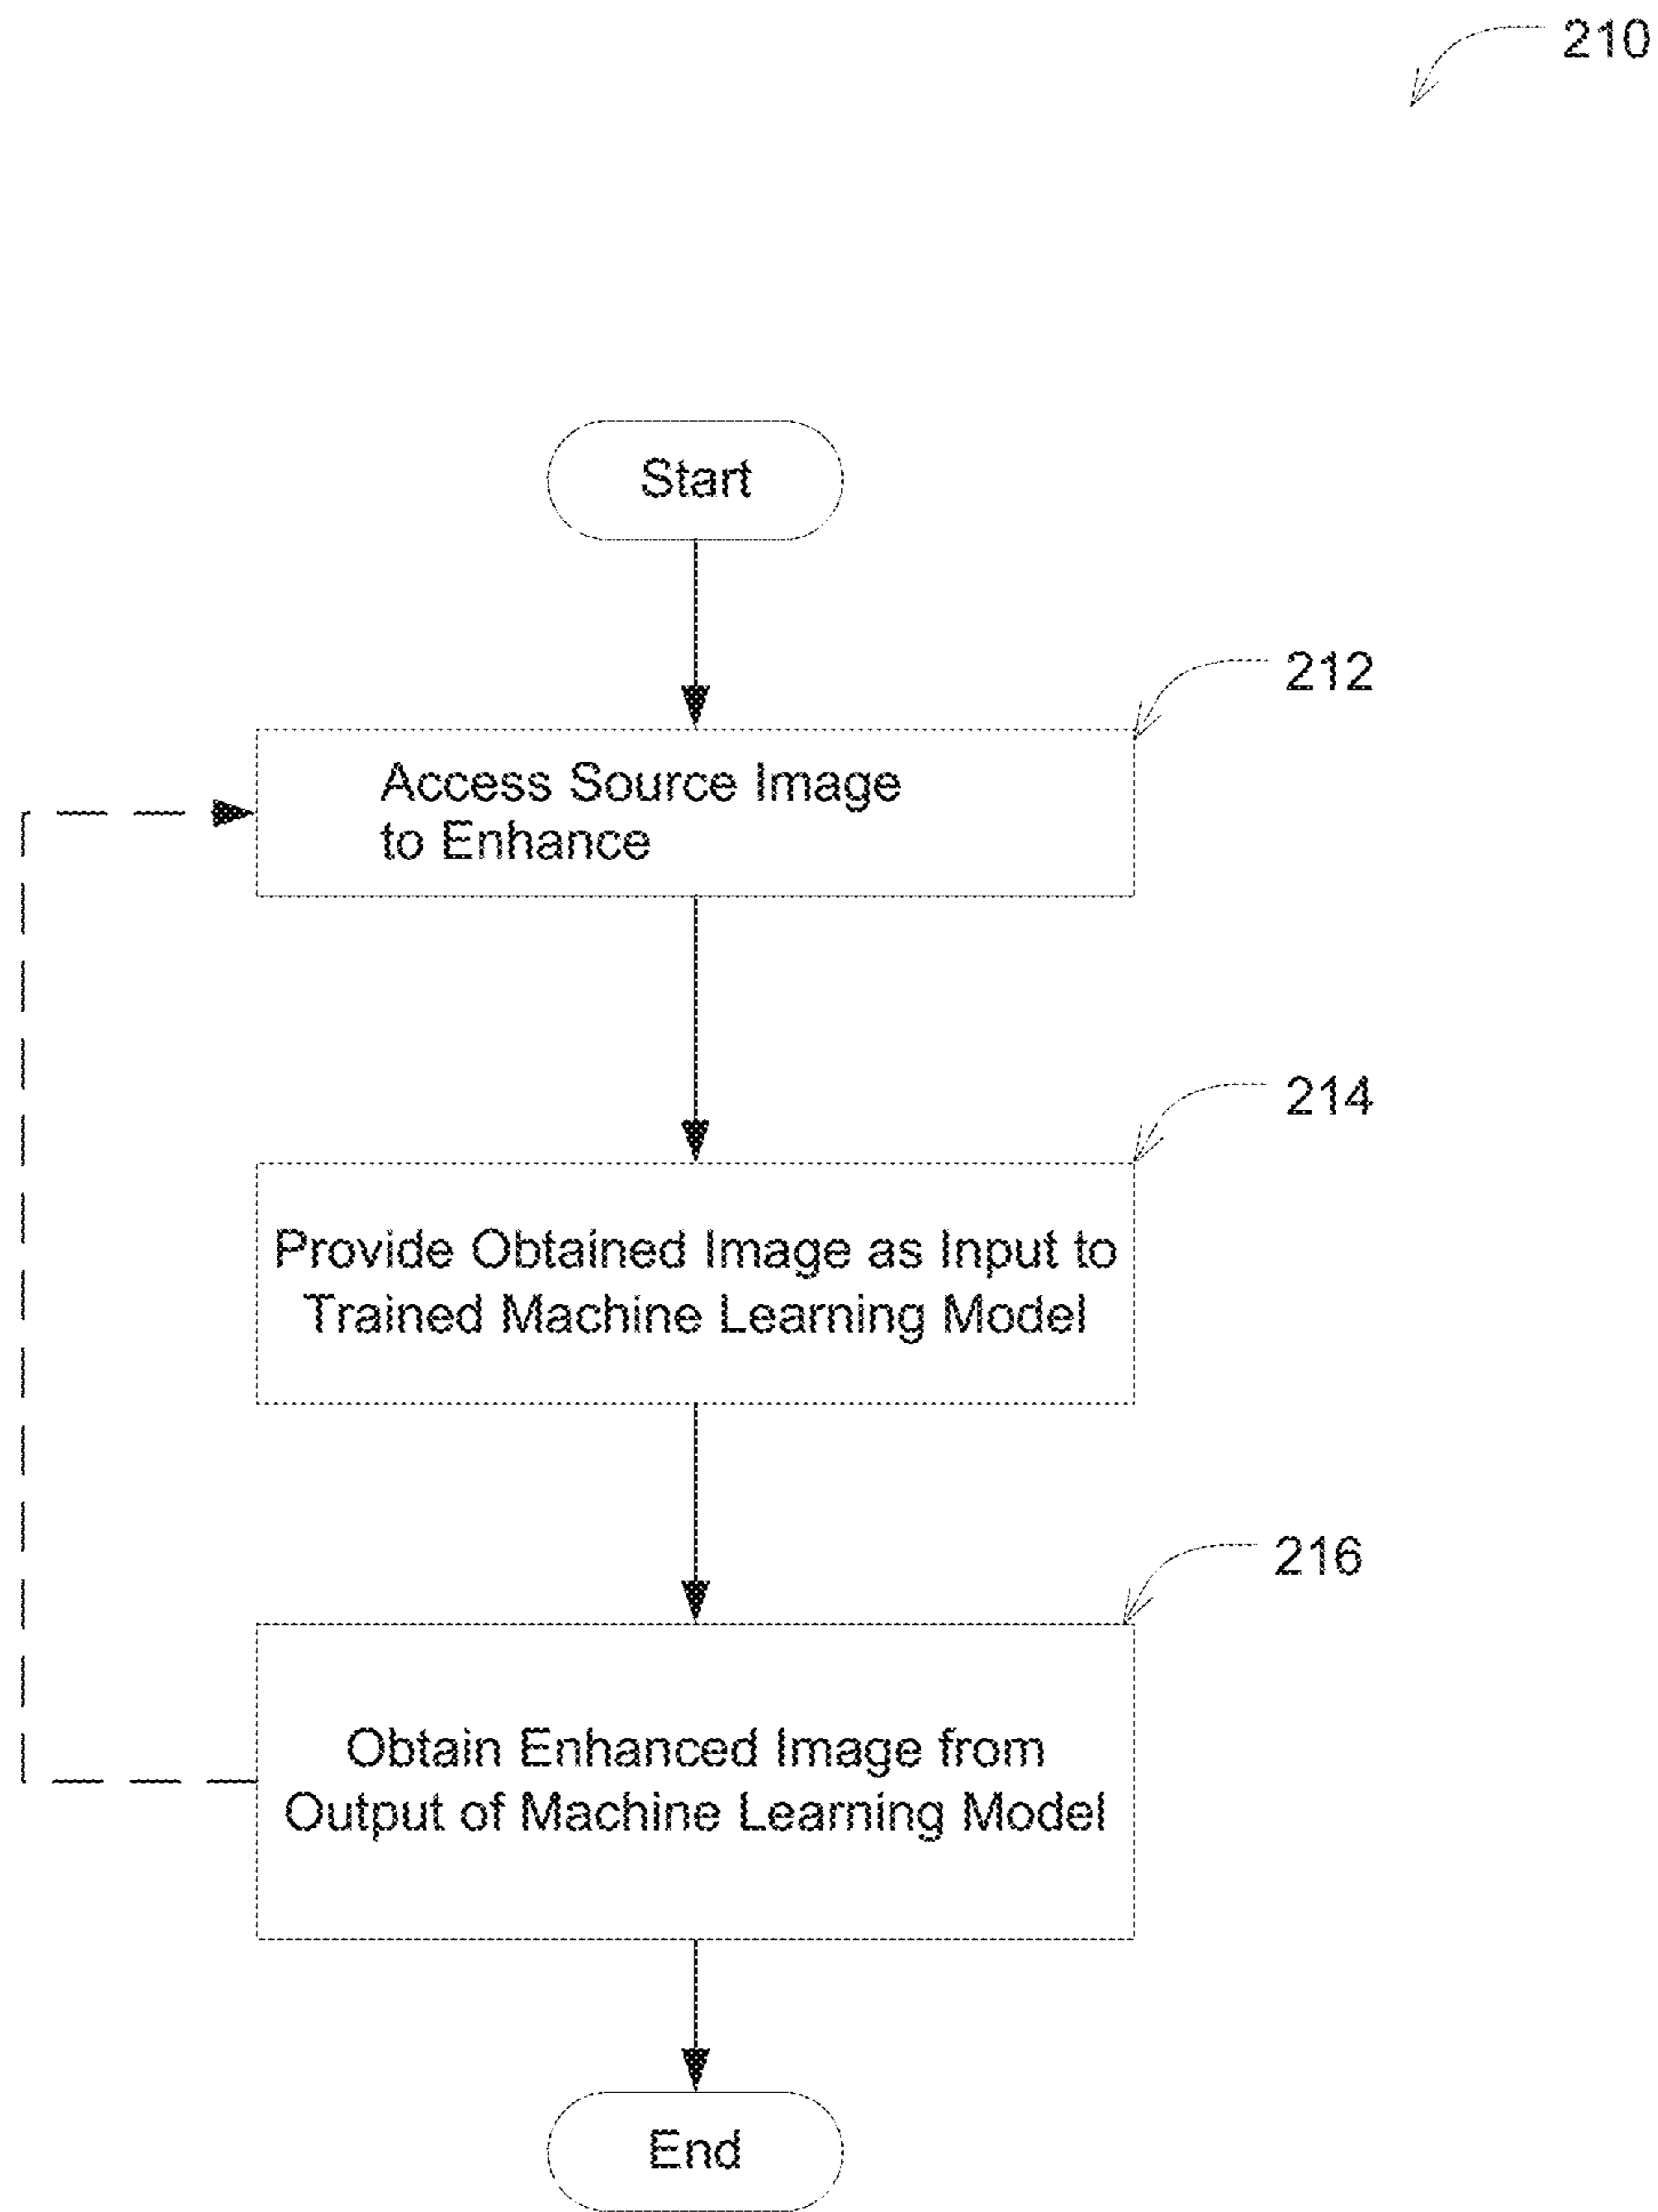 210
Start
212
Access Source Image
to Enhance
214
Provide Obtained Image as Input to
Trained Machine Learning Model
216
Obtain Enhanced Image from
Output of Machine Learning Model
End